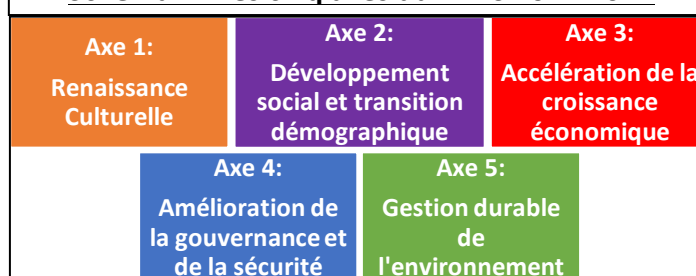 Axe 1:
Renaissance
Culturelle
Axe 2:
Développement
social et transition
démographique
Axe 3:
Accélération de la
croissance
économique
Axe 4:
Amélioration de
la gouvernance et
de la sécurité
Axe 5:
Gestion durable
de
l'environnement